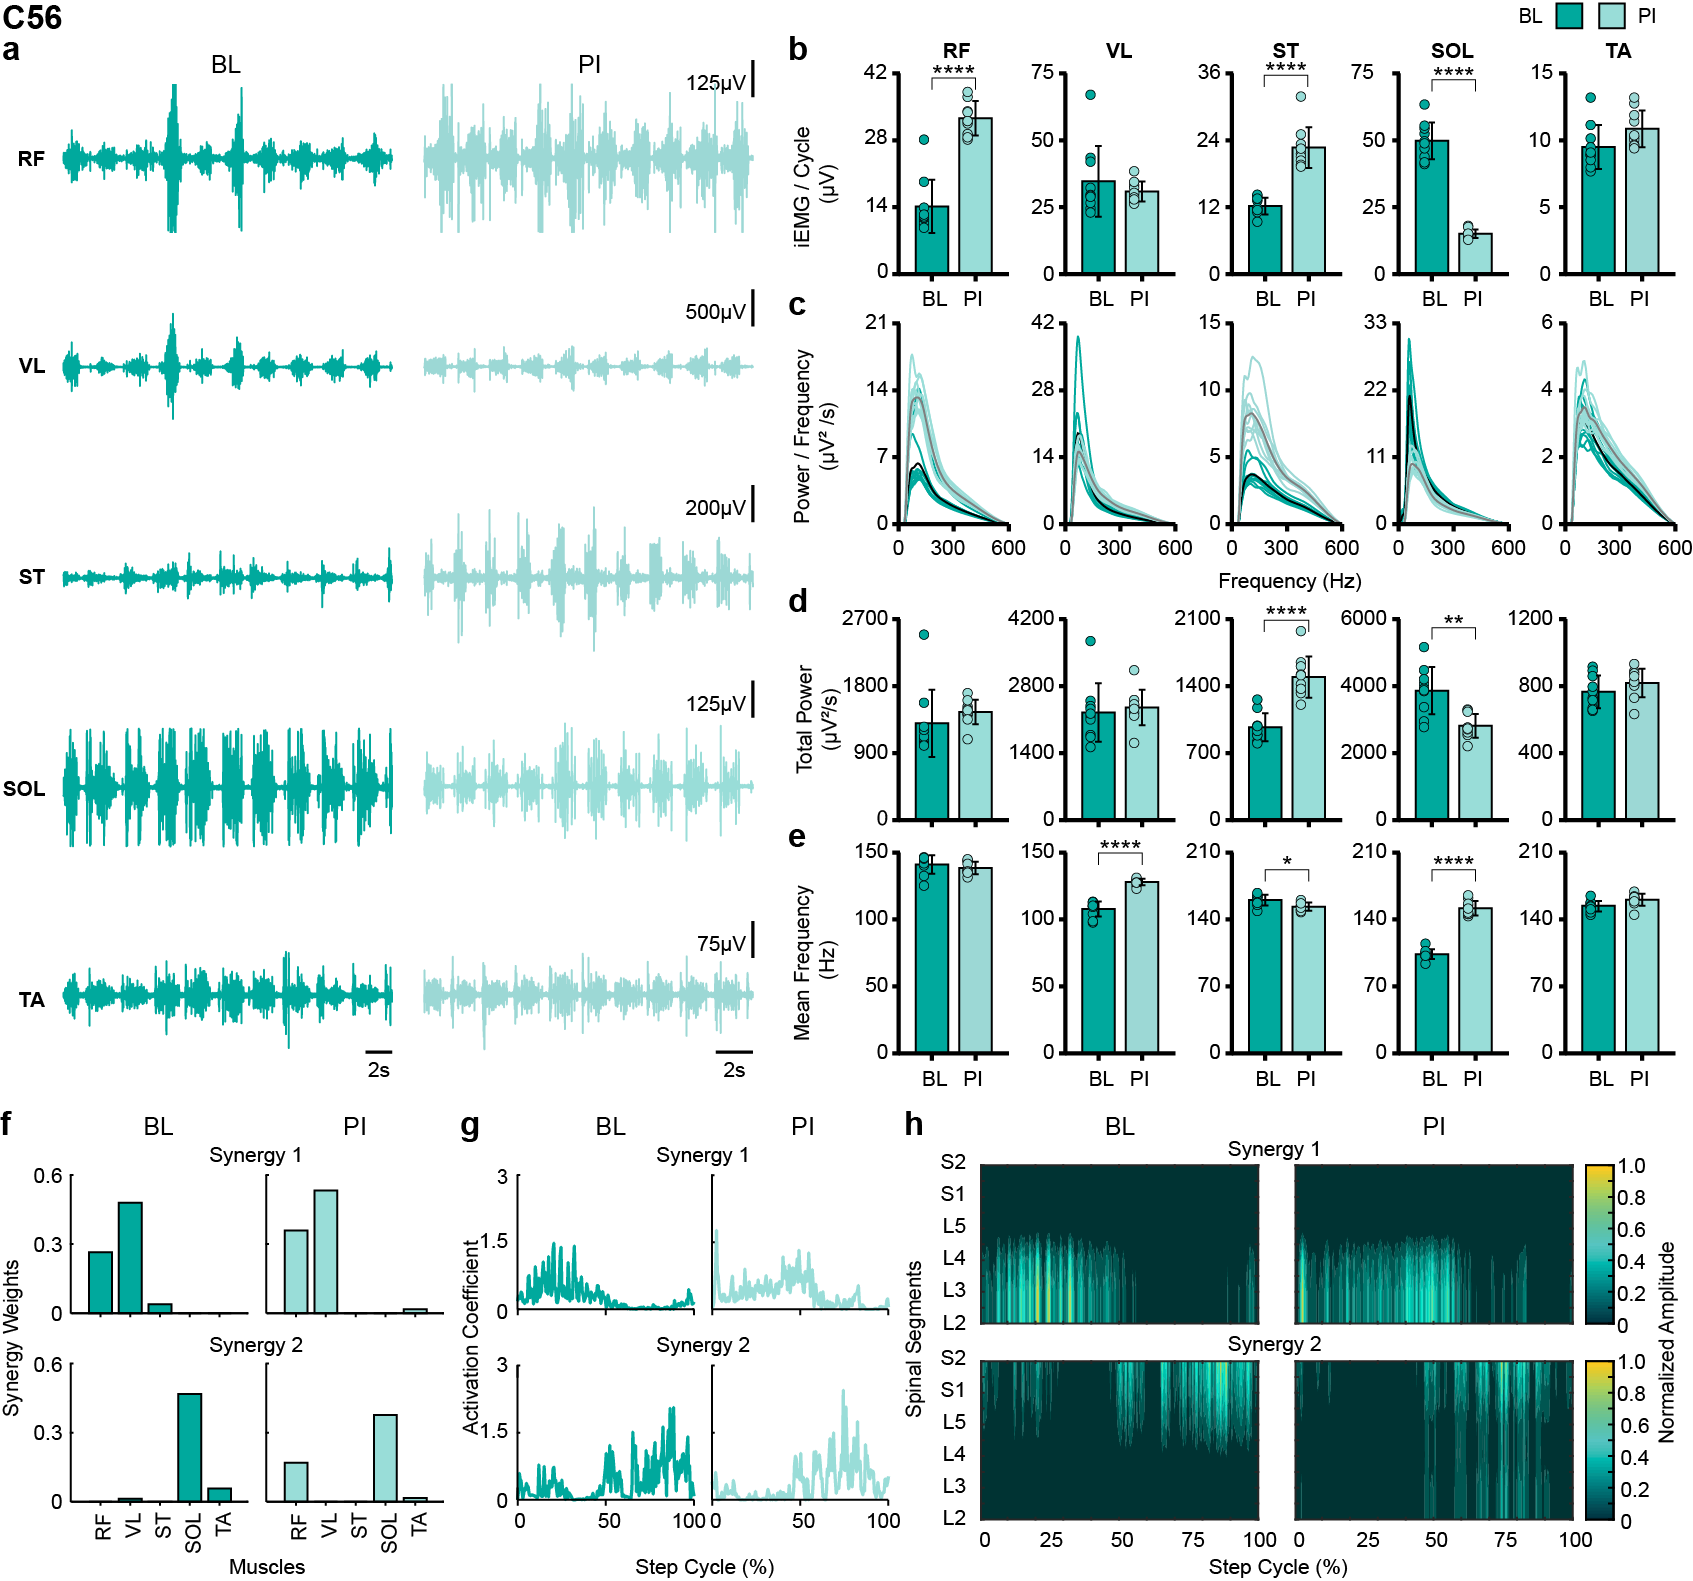 C56
BL PI
a
BL PI
125µV
RF
500µV
VL
200µV
ST
125µV
SOL
75µV
TA
2s 2s
b
RF VL ST SOL TA
iEMG / Cycle
(µV)
42 28 14 0
75 50 25 0
36 24 12 0
75 50 25 0
15 10 5 0
**** **** ****
BL PI BL PI BL PI BL PI BL PI
c
Power / Frequency
(µV² /s)
21 14 7 0
42 28 14 0
15 10 5 0
33 22 11 0
6 4 2 0
0 300 600 0 300 600 0 300 600 0 300 600 0 300 600
Frequency (Hz)
d
Total Power
(µV²/s)
2700 1800 900 0
4200 2800 1400 0
2100 1400 700 0
6000 4000 2000 0
1200 800 400 0
**** **
e
Mean Frequency
(Hz)
150 100 50 0
150 100 50 0
210 140 70 0
210 140 70 0
210 140 70 0
**** * ****
BL PI BL PI BL PI BL PI BL PI
f
BL PI
Synergy 1
0.6
0.3
0
Synergy 2
0.6
0.3
0
Synergy Weights
RF VL ST SOL TA RF VL ST SOL TA
Muscles
g
BL PI
Synergy 1
3
1.5
0
Synergy 2
3
1.5
0
Activation Coefficient
0 50 100 0 50 100
Step Cycle (%)
h
BL PI
Synergy 1
S2
S1
L5
L4
L3
L2
1.0
0.8
0.6
0.4
0.2
0
Synergy 2
S2
S1
L5
L4
L3
L2
1.0
0.8
0.6
0.4
0.2
0
Spinal Segments
Normalized Amplitude
0 25 50 75 100 0 25 50 75 100
Step Cycle (%)